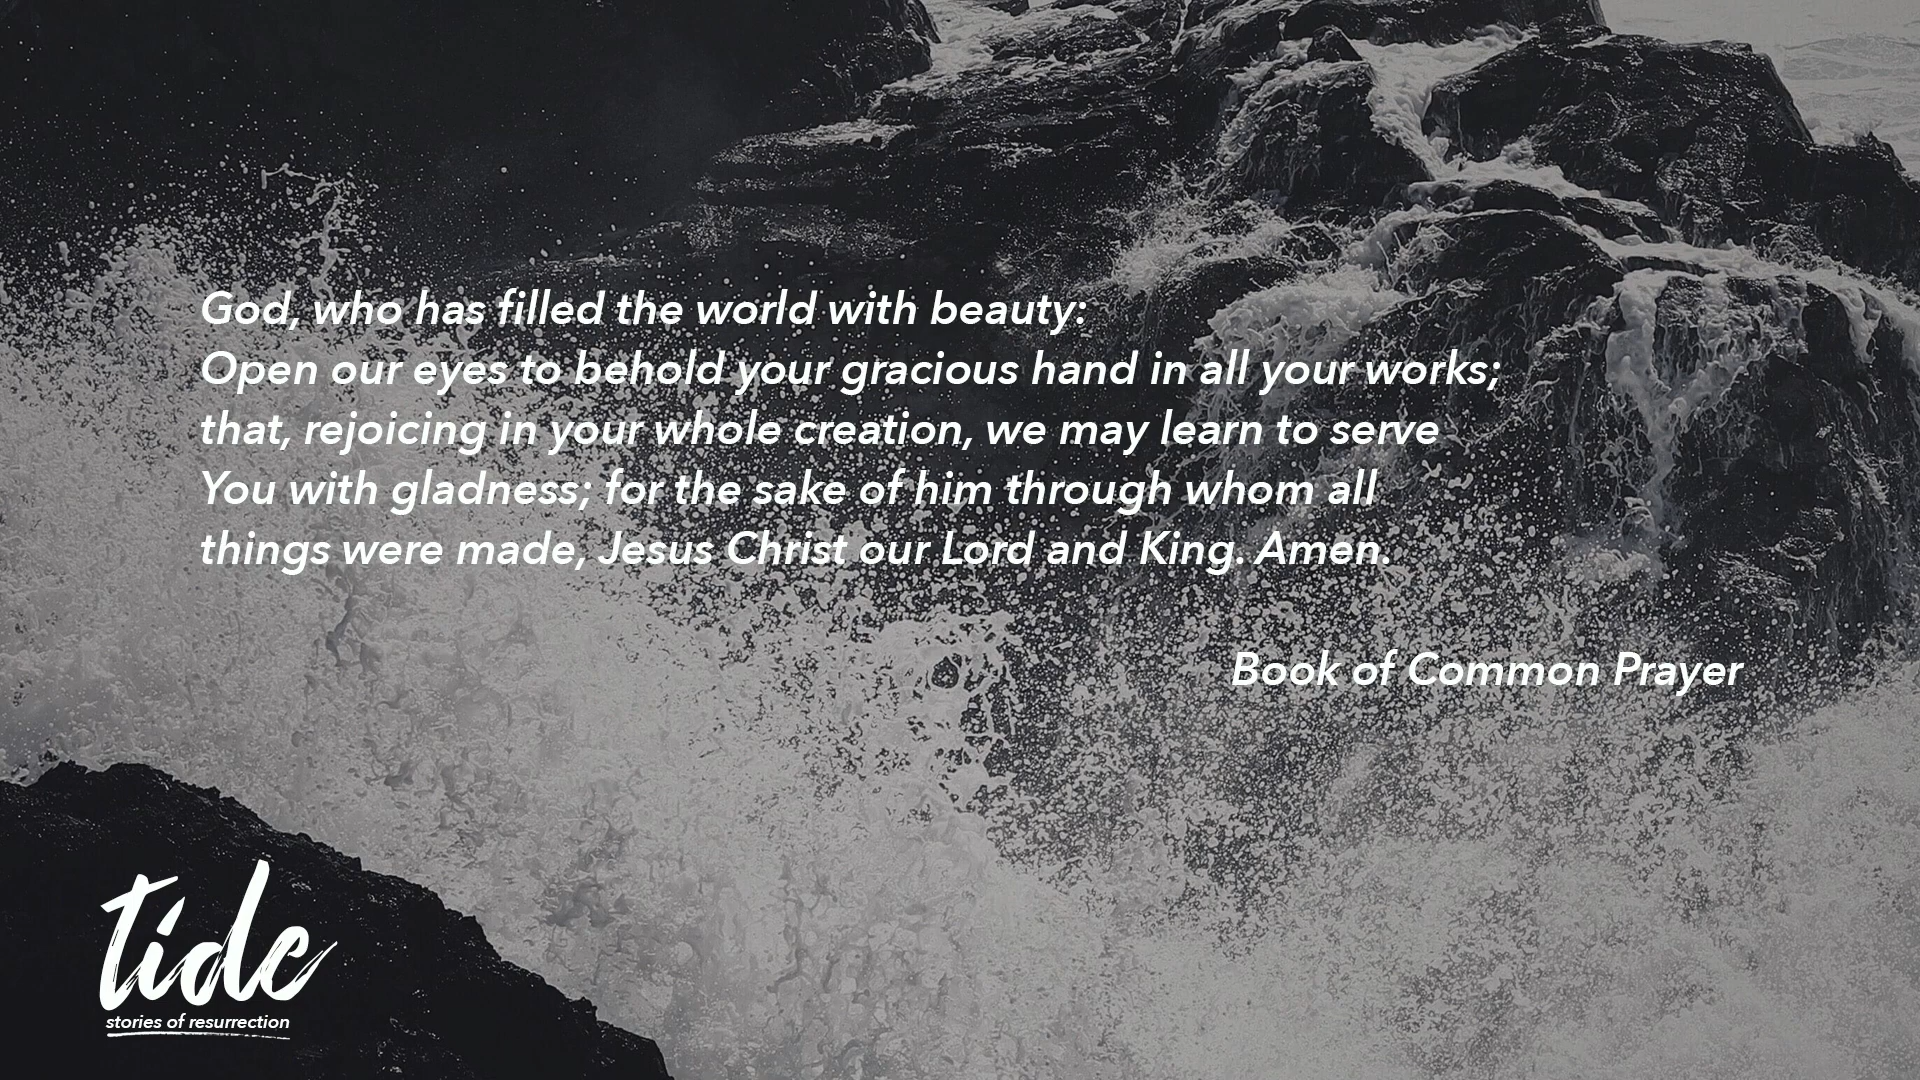 God, who has filled the world with beauty:
Open our eyes to behold your gracious hand in all your works;
that, rejoicing in your whole creation, we may learn to serve
You with gladness; for the sake of him through whom all
things were made, Jesus Christ our Lord and King. Amen.
Book of Common Prayer
tide
stories of resurrection